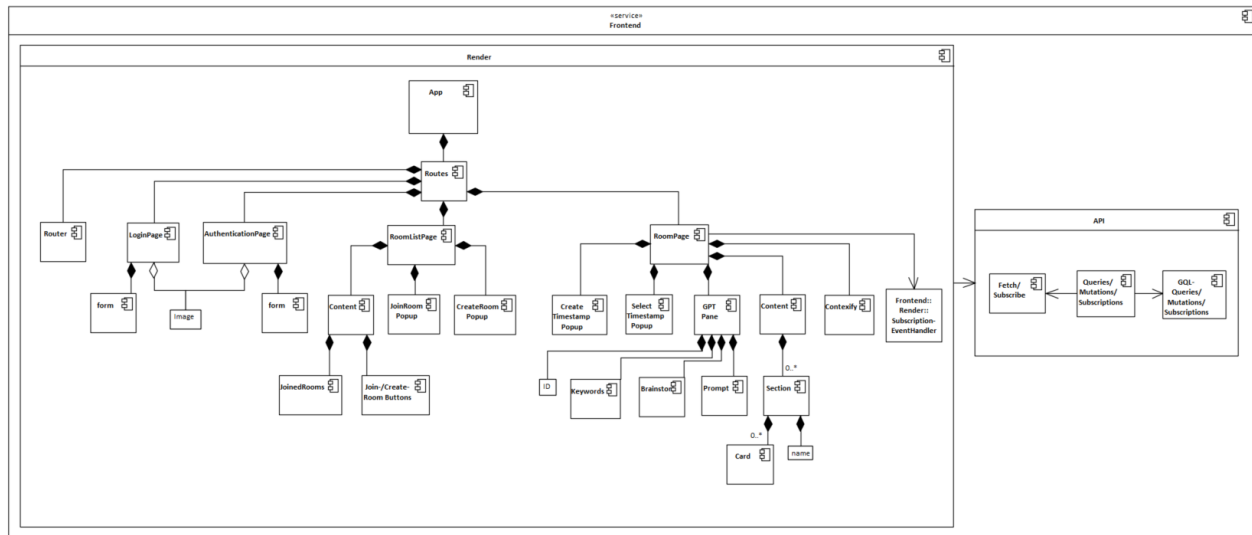 «service»
Frontend
Render
App
Routes
Router
LoginPage
AuthenticationPage
RoomListPage
RoomPage
API
form
Image
form
Content
JoinRoom
Popup
CreateRoom
Popup
Create
Timestamp
Popup
Select
Timestamp
Popup
GPT
Pane
Content
Contexify
Frontend::
Render::
Subscription-
EventHandler
Fetch/
Subscribe
Queries/
Mutations/
Subscriptions
GQL-
Queries/
Mutations/
Subscriptions
JoinedRooms
Join-/Create-
Room Buttons
ID
Keywords
Brainstor
Prompt
0..*
Section
0..*
Card
name